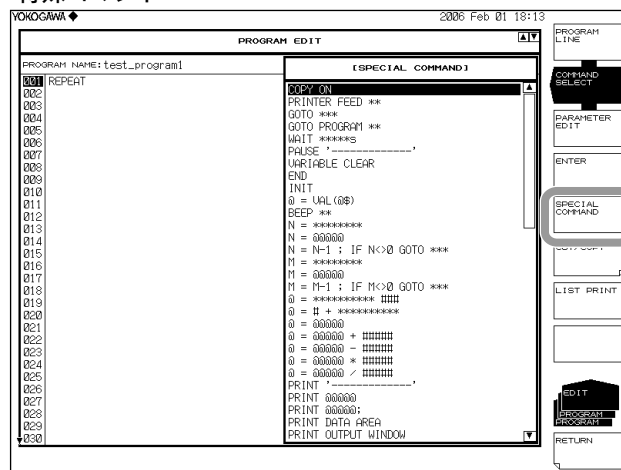 YOKOGAWA ◆
2006 Feb 01 18:13
PROGRAM EDIT
PROGRAM NAME:test_program1
001 REPEAT
002
003
004
005
006
007
008
009
010
011
012
013
014
015
016
017
018
019
020
021
022
023
024
025
026
027
028
029
030
[SPECIAL COMMAND]
COPY ON
PRINTER FEED **
GOTO ***
GOTO PROGRAM **
WAIT *****s
PAUSE '-------------'
VARIABLE CLEAR
END
INIT
@ = VAL(@$)
BEEP **
N = ********
N = @@@@@
N = N-1 ; IF N<>0 GOTO ***
M = ********
M = @@@@@
M = M-1 ; IF M<>0 GOTO ***
@ = ********** ###
@ = # + **********
@ = @@@@@
@ = @@@@@ + #####
@ = @@@@@ - #####
@ = @@@@@ * #####
@ = @@@@@ / #####
PRINT '-------------'
PRINT @@@@@
PRINT @@@@@;
PRINT DATA AREA
PRINT OUTPUT WINDOW
PROGRAM
LINE
COMMAND
SELECT
PARAMETER
EDIT
ENTER
SPECIAL
COMMAND
LIST PRINT
EDIT
PROGRAM
PROGRAM
RETURN